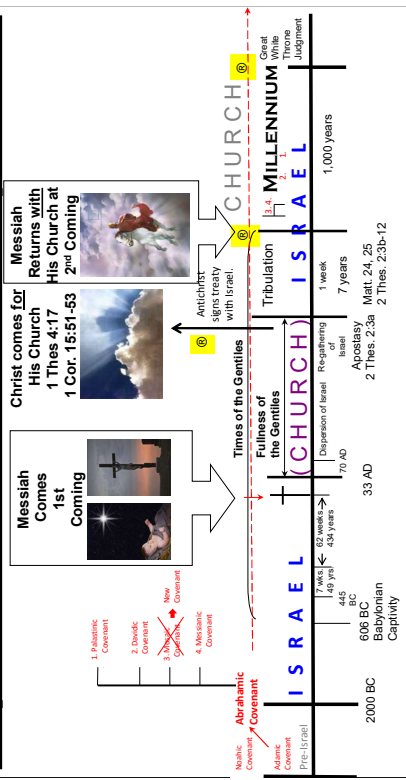 Messiah
Comes
1st
Coming
Christ comes for
His Church
1 Thes 4:17
1 Cor. 15:51-53
Messiah
Returns with
His Church at
2nd Coming
1. Palastinic
Covenant
2. Davidic
Covenant
3. Mosaic
Covenant
New
Covenant
4. Messianic
Covenant
Abrahamic
Covenant
Noahic
Covenant
Adamic
Covenant
®
Antichrist
signs treaty
with Israel.
®
®
CHURCH
Times of the Gentiles
Fullness of
the Gentiles
Tribulation
3.4.
2.
1.
MILLENNIUM
Great
White
Throne
Judgment
ISRAEL
(CHURCH)
ISRAEL
Pre-Israel
7 wks.
49 yrs
62 weeks
434 years
Dispersion of Israel
Re-gathering of
Israel
1 week
7 years
1,000 years
2000 BC
606 BC
Babylonian
Captivity
445
BC
33 AD
70 AD
Apostasy
2 Thes. 2:3a
Matt. 24, 25
2 Thes. 2:3b-12